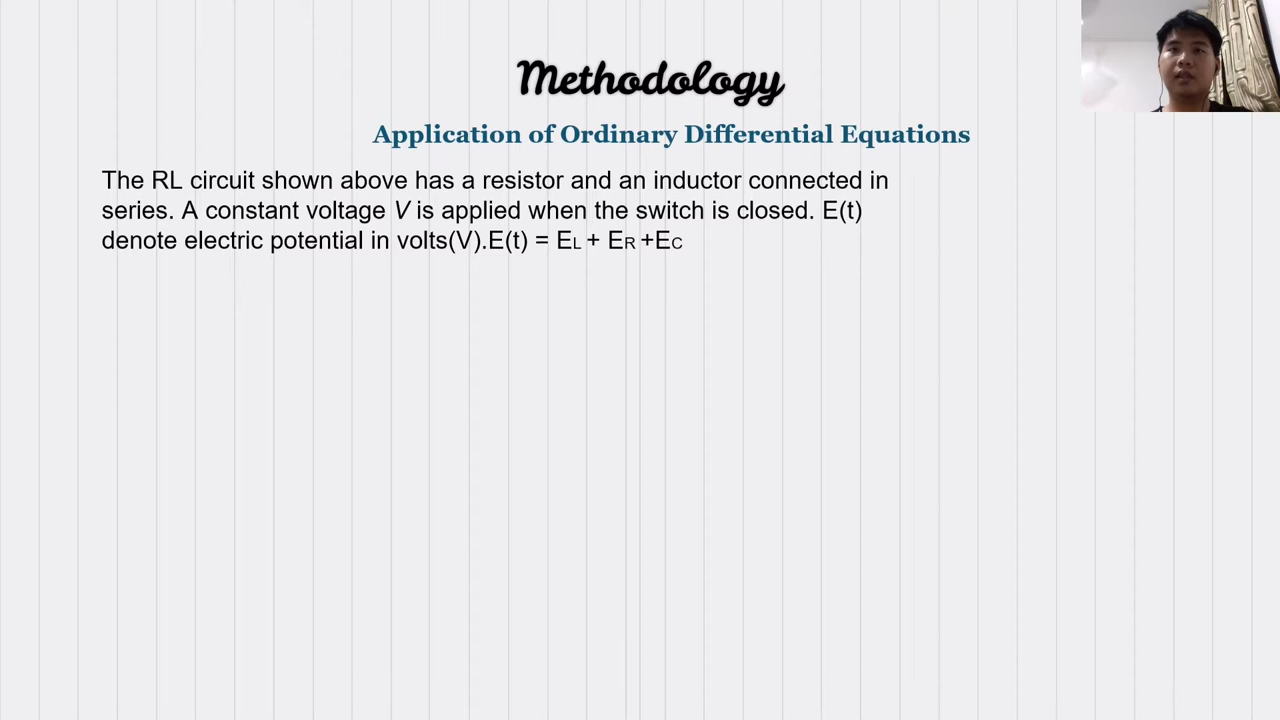 Methodology
Application of Ordinary Differential Equations
The RL circuit shown above has a resistor and an inductor connected in
series. A constant voltage V is applied when the switch is closed. E(t)
denote electric potential in volts(V).E(t) = EL + ER +EC